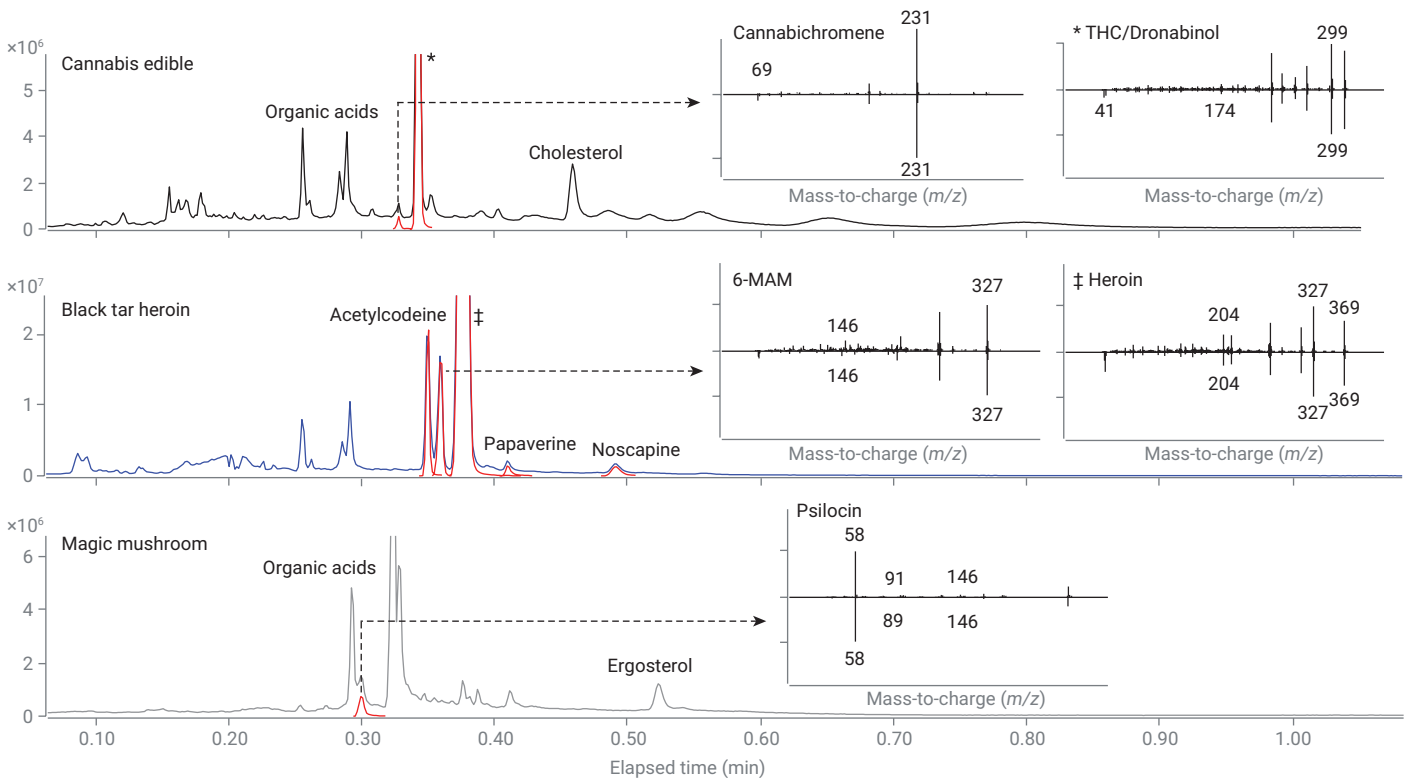 ×10⁶
Cannabis edible
5
4
2
0
Organic acids
*
Cholesterol
Cannabichromene
231
69
231
Mass-to-charge (m/z)
* THC/Dronabinol
299
41
174
299
Mass-to-charge (m/z)
×10⁷
Black tar heroin
2
1
0
Acetylcodeine
‡
Papaverine
Noscapine
6-MAM
327
146
146
327
Mass-to-charge (m/z)
‡ Heroin
327
369
204
204
369
327
Mass-to-charge (m/z)
×10⁶
Magic mushroom
6
4
2
0
Organic acids
Ergosterol
Psilocin
58
91
146
89
146
58
Mass-to-charge (m/z)
0.10 0.20 0.30 0.40 0.50 0.60 0.70 0.80 0.90 1.00
Elapsed time (min)